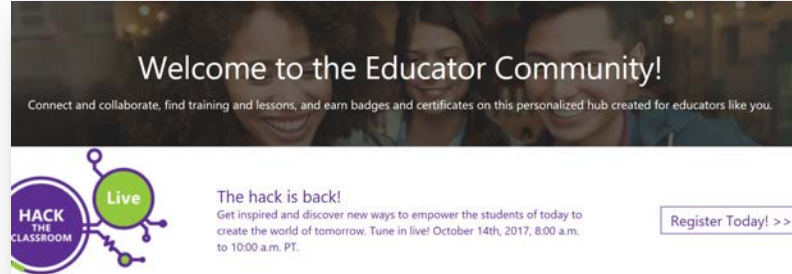 Welcome to the Educator Community!
Connect and collaborate, find training and lessons, and earn badges and certificates on this personalized hub created for educators like you.
Live
HACK
THE
CLASSROOM
The hack is back!
Get inspired and discover new ways to empower the students of today to
create the world of tomorrow. Tune in live! October 14th, 2017, 8:00 a.m.
to 10:00 a.m. PT.
Register Today! >>